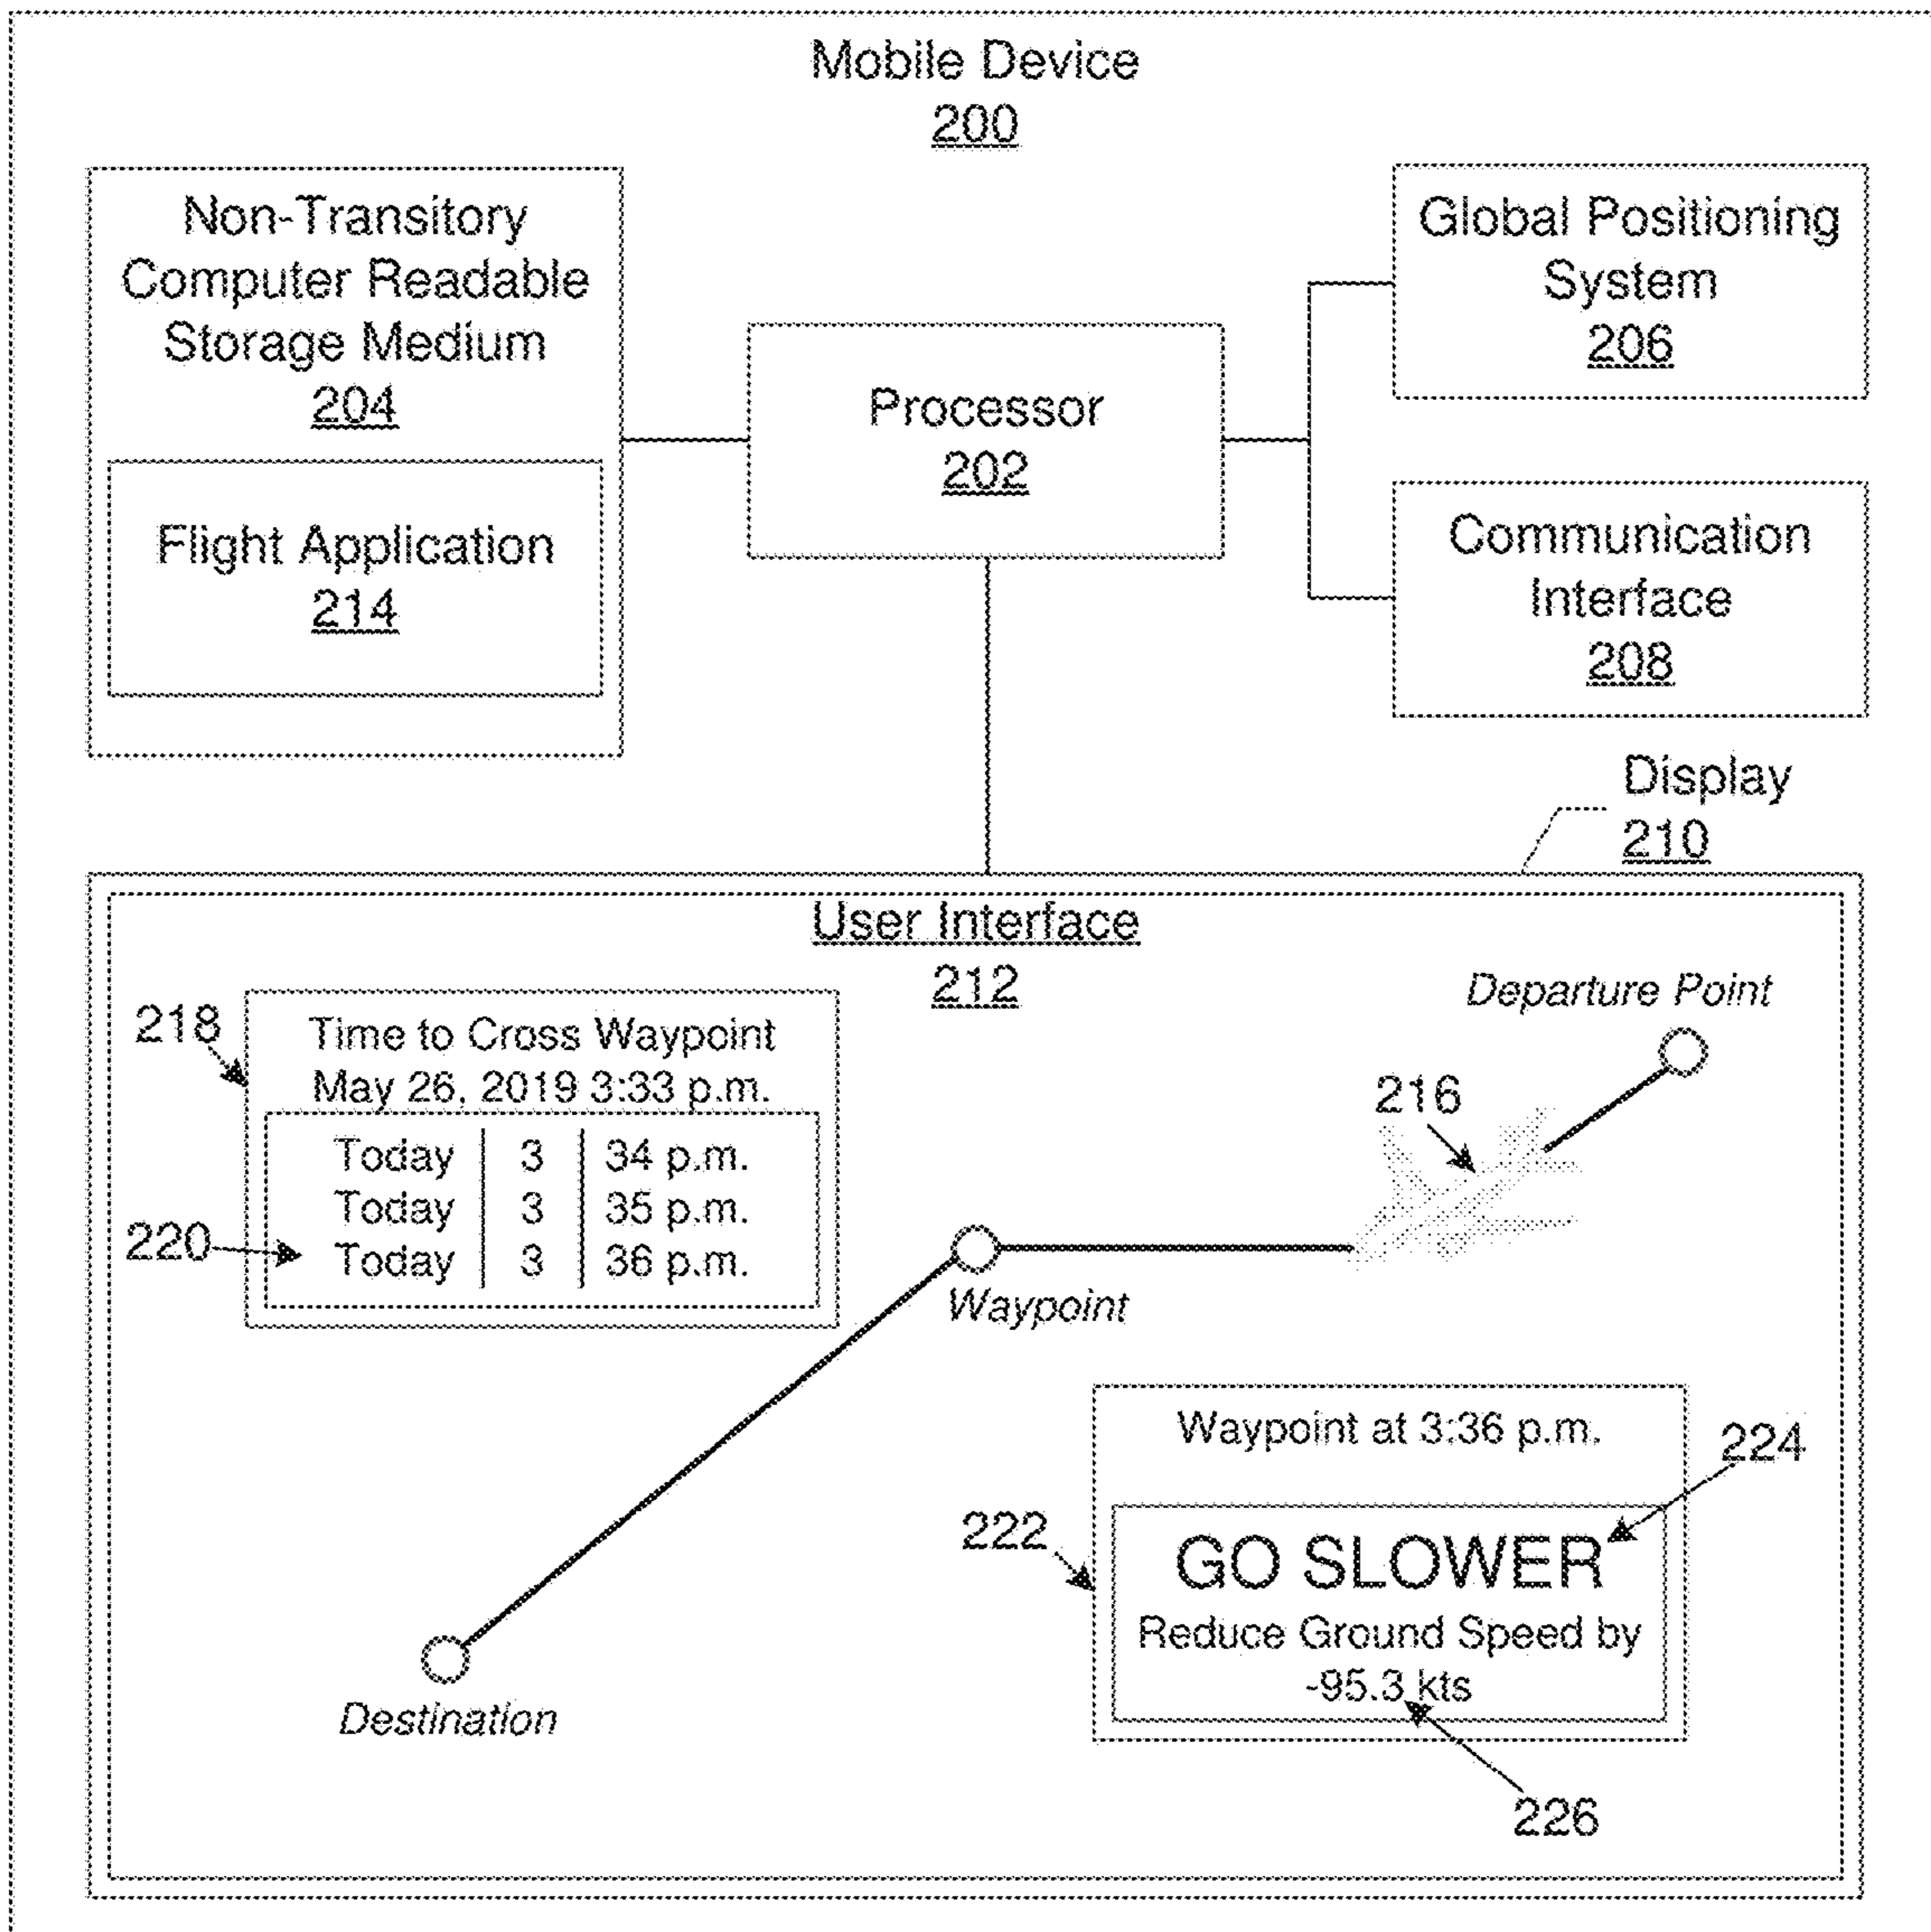 Mobile Device
200
Non-Transitory
Computer Readable
Storage Medium
204
Flight Application
214
Processor
202
Global Positioning
System
206
Communication
Interface
208
Display
210
User Interface
212
218
Time to Cross Waypoint
May 26, 2019 3:33 p.m.
Today 3 34 p.m.
Today 3 35 p.m.
220 Today 3 36 p.m.
Departure Point
216
Waypoint
Destination
Waypoint at 3:36 p.m.
224
222
GO SLOWER
Reduce Ground Speed by
-95.3 kts
226